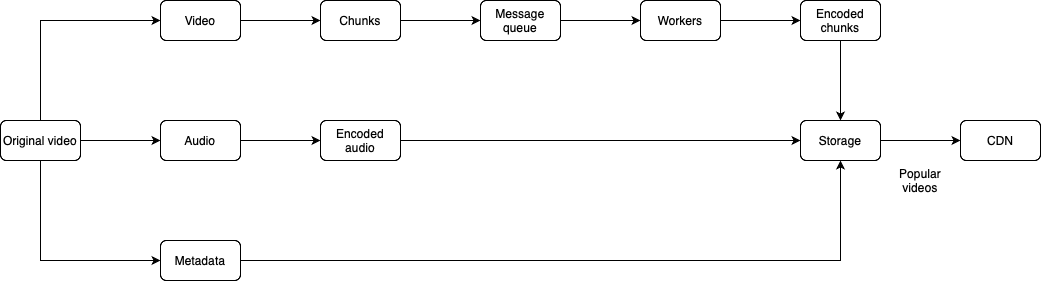 Video
Chunks
Message
queue
Workers
Encoded
chunks
Original video
Audio
Encoded
audio
Storage
CDN
Popular
videos
Metadata